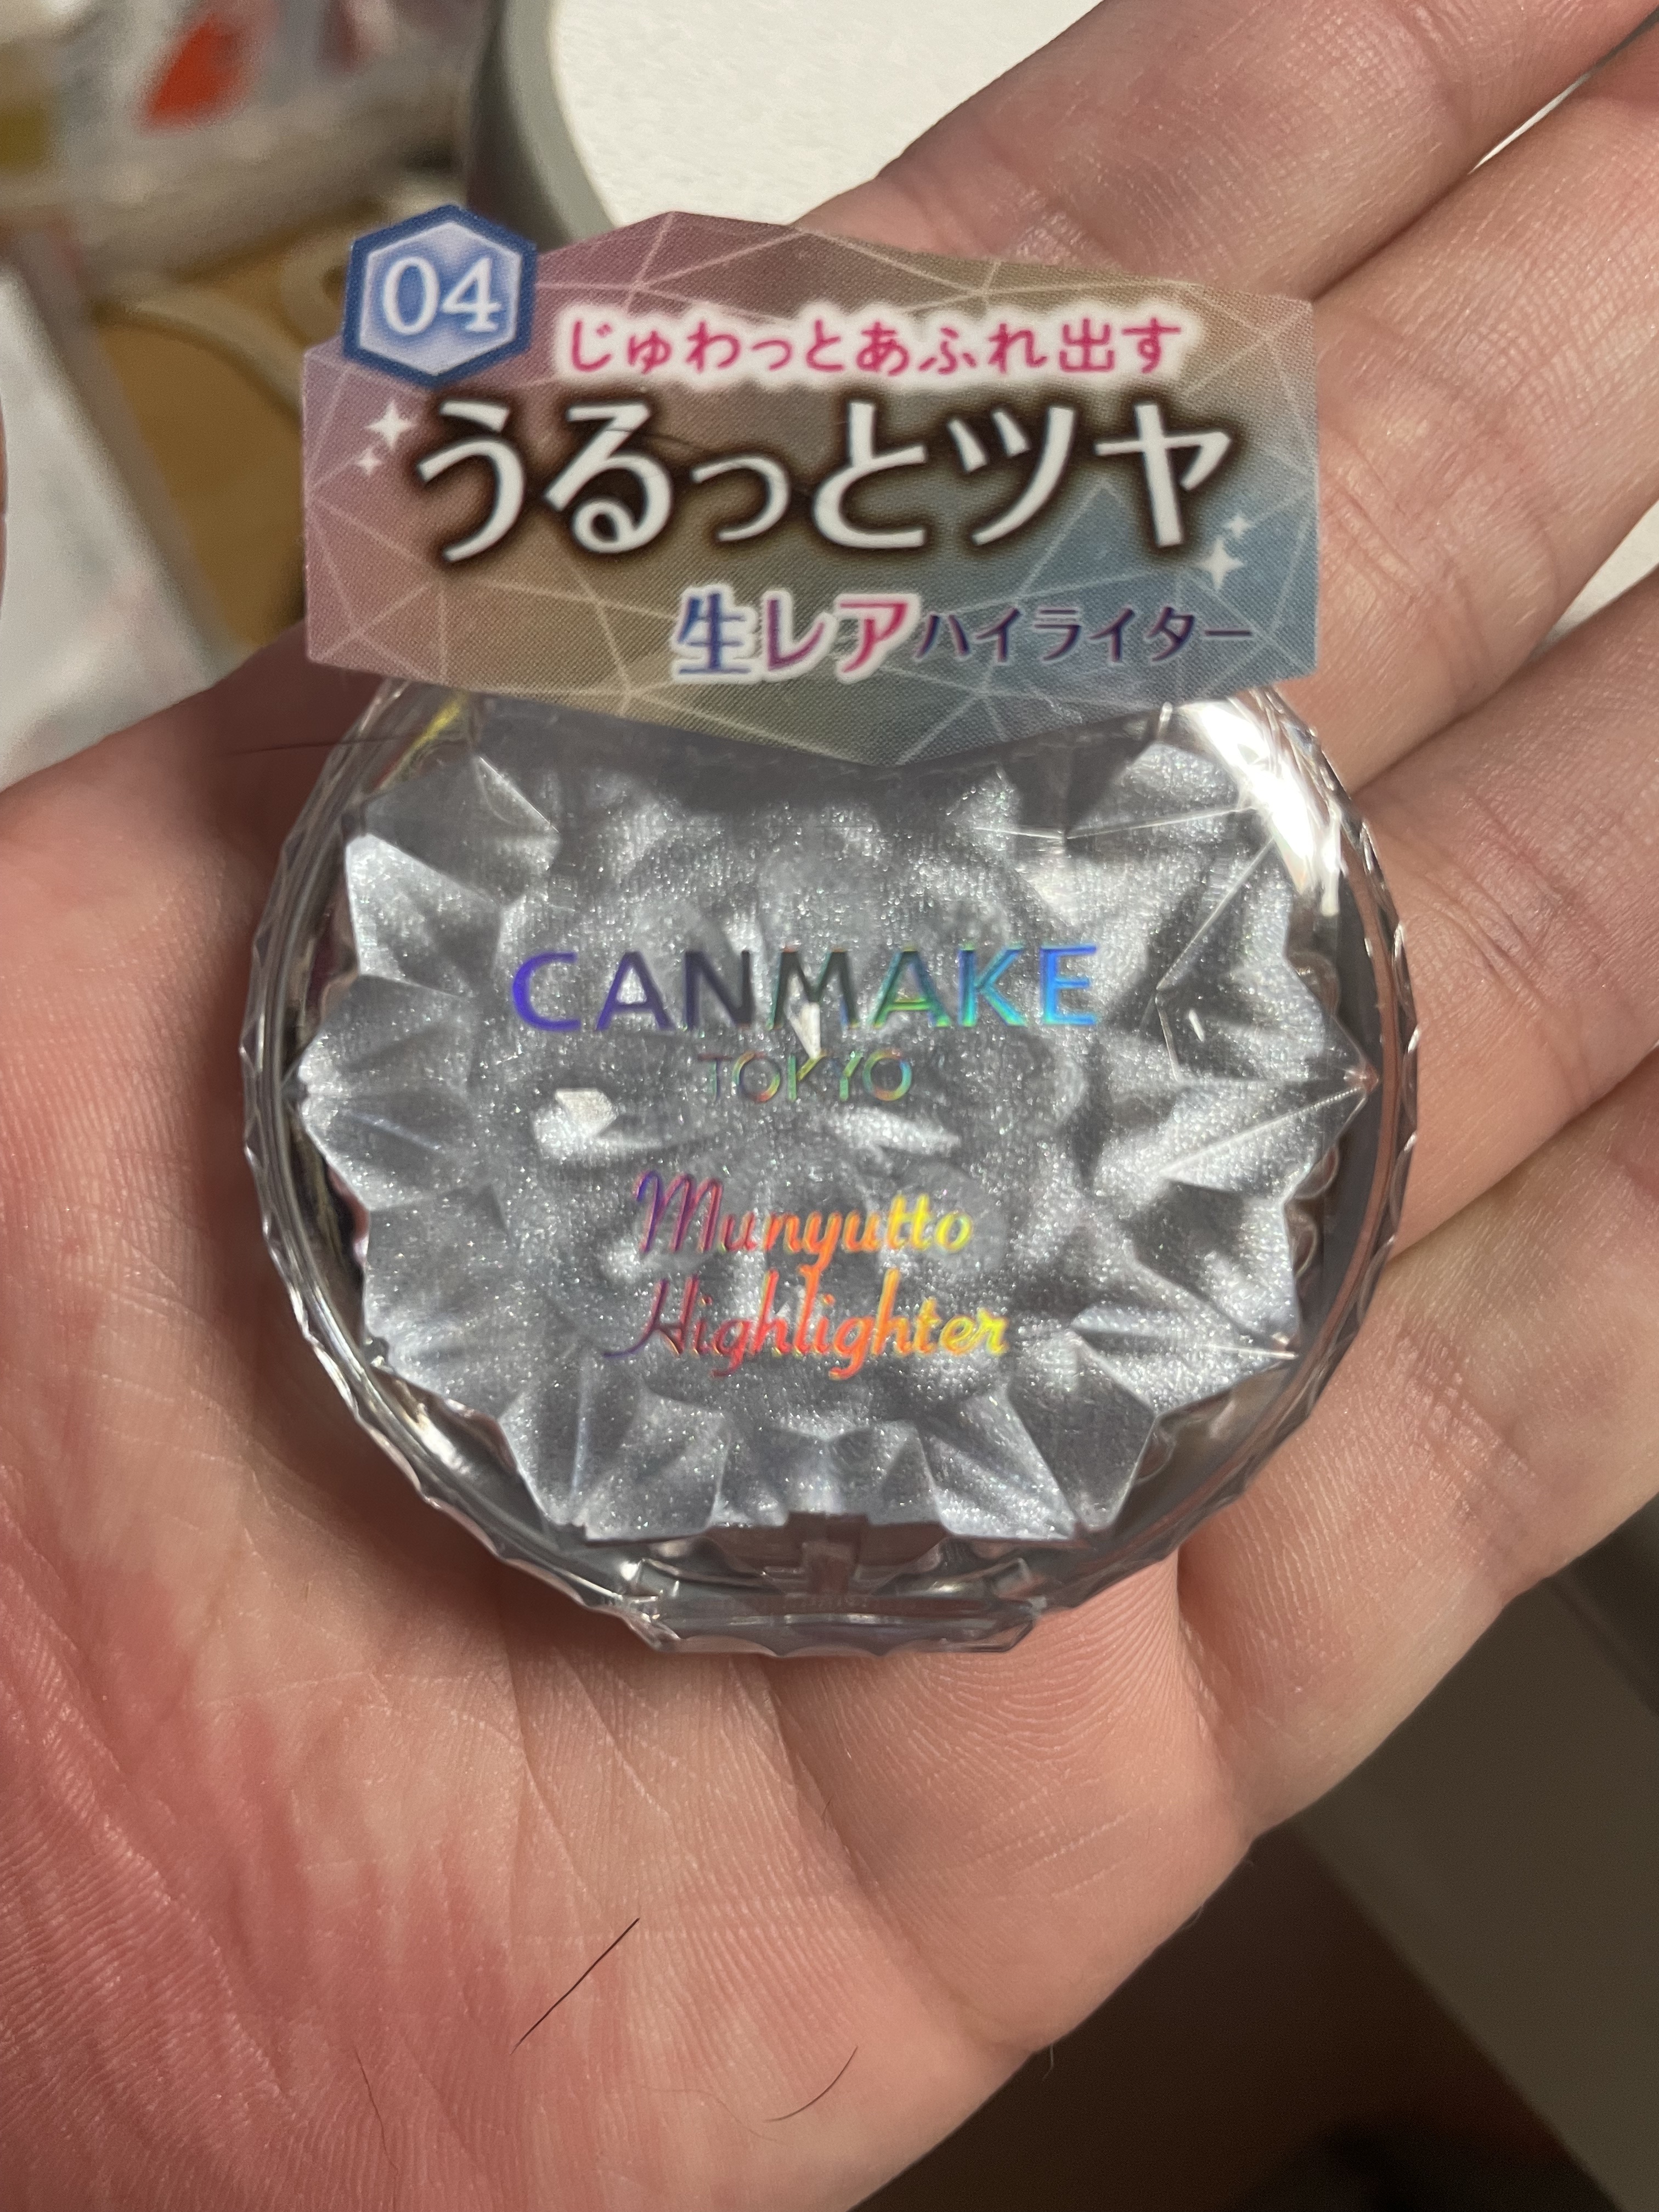 04
じゅわっとあふれ出す
うるっとツヤ
生レアハイライター
CANMAKE
TOKYO
Munyutto
Highlighter